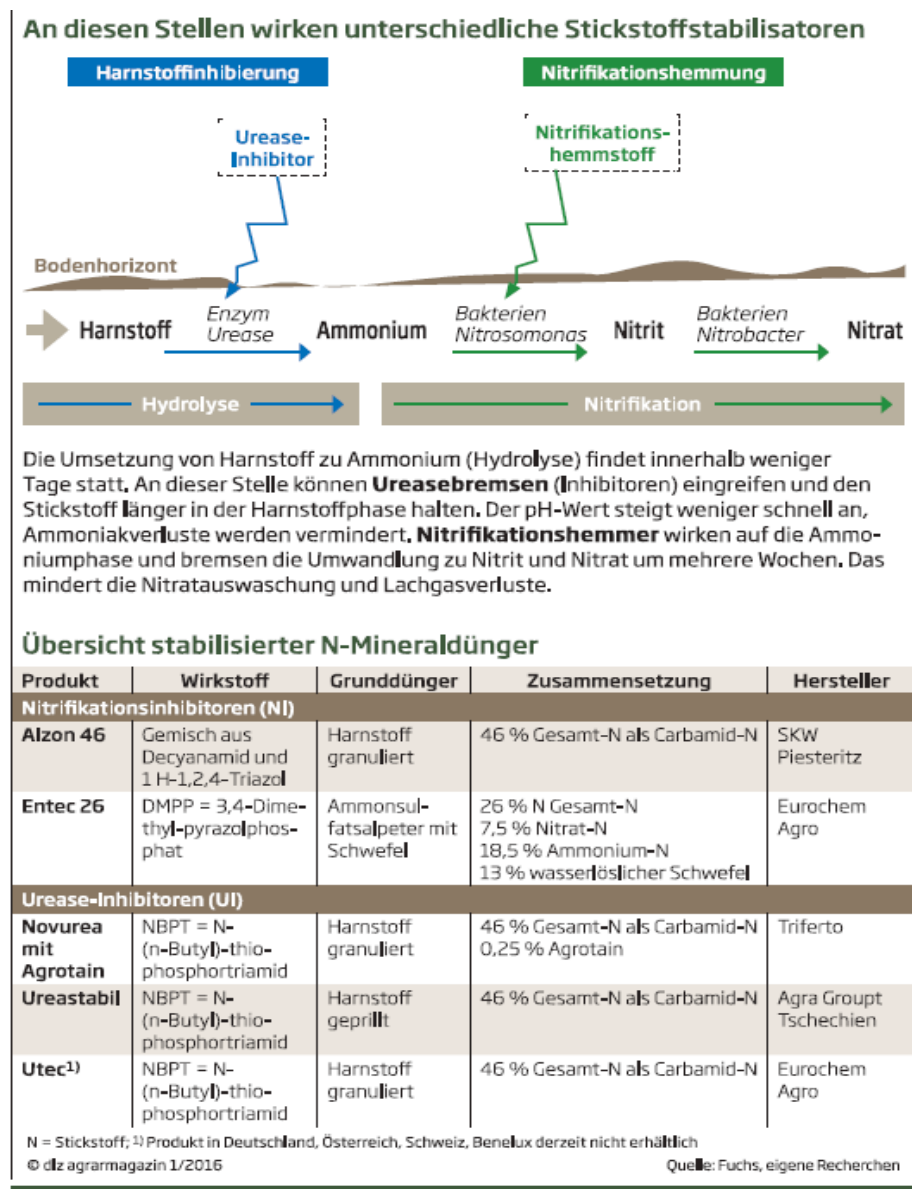 An diesen Stellen wirken unterschiedliche Stickstoffstabilisatoren
Harnstoffinhibierung
Nitrifikationshemmung
Urease-
Inhibitor
Nitrifikations-
hemmstoff
Bodenhorizont
Harnstoff
Enzym
Urease
Ammonium
Bakterien
Nitrosomonas
Nitrit
Bakterien
Nitrobacter
Nitrat
Hydrolyse
Nitrifikation
Die Umsetzung von Harnstoff zu Ammonium (Hydrolyse) findet innerhalb weniger
Tage statt. An dieser Stelle können Ureasebremsen (Inhibitoren) eingreifen und den
Stickstoff länger in der Harnstoffphase halten. Der pH-Wert steigt weniger schnell an,
Ammoniakverluste werden vermindert. Nitrifikationshemmer wirken auf die Ammo-
niumphase und bremsen die Umwandlung zu Nitrit und Nitrat um mehrere Wochen. Das
mindert die Nitratauswaschung und Lachgasverluste.
Übersicht stabilisierter N-Mineraldünger
Produkt Wirkstoff Grunddünger Zusammensetzung Hersteller
Nitrifikationsinhibitoren (NI)
Alzon 46 Gemisch aus Harnstoff 46 % Gesamt-N als Carbamid-N SKW
Decyanamid und granuliert Piesteritz
1 H-1,2,4-Triazol
Entec 26 DMPP = 3,4-Dime- Ammonsul- 26 % N Gesamt-N Eurochem
thyl-pyrazolphos- fatsalpeter mit 7,5 % Nitrat-N Agro
phat Schwefel 18,5 % Ammonium-N
13 % wasserlöslicher Schwefel
Urease-Inhibitoren (UI)
Novurea NBPT = N- Harnstoff 46 % Gesamt-N als Carbamid-N Triferto
mit (n-Butyl)-thio- granuliert 0,25 % Agrotain
Agrotain phosphortriamid
Ureastabil NBPT = N- Harnstoff 46 % Gesamt-N als Carbamid-N Agra Groupt
(n-Butyl)-thio- geprillt Tschechien
phosphortriamid
Utec1) NBPT = N- Harnstoff 46 % Gesamt-N als Carbamid-N Eurochem
(n-Butyl)-thio- granuliert Agro
phosphortriamid
N = Stickstoff; 1) Produkt in Deutschland, Österreich, Schweiz, Benelux derzeit nicht erhältlich
© dlz agrarmagazin 1/2016 Quelle: Fuchs, eigene Recherchen